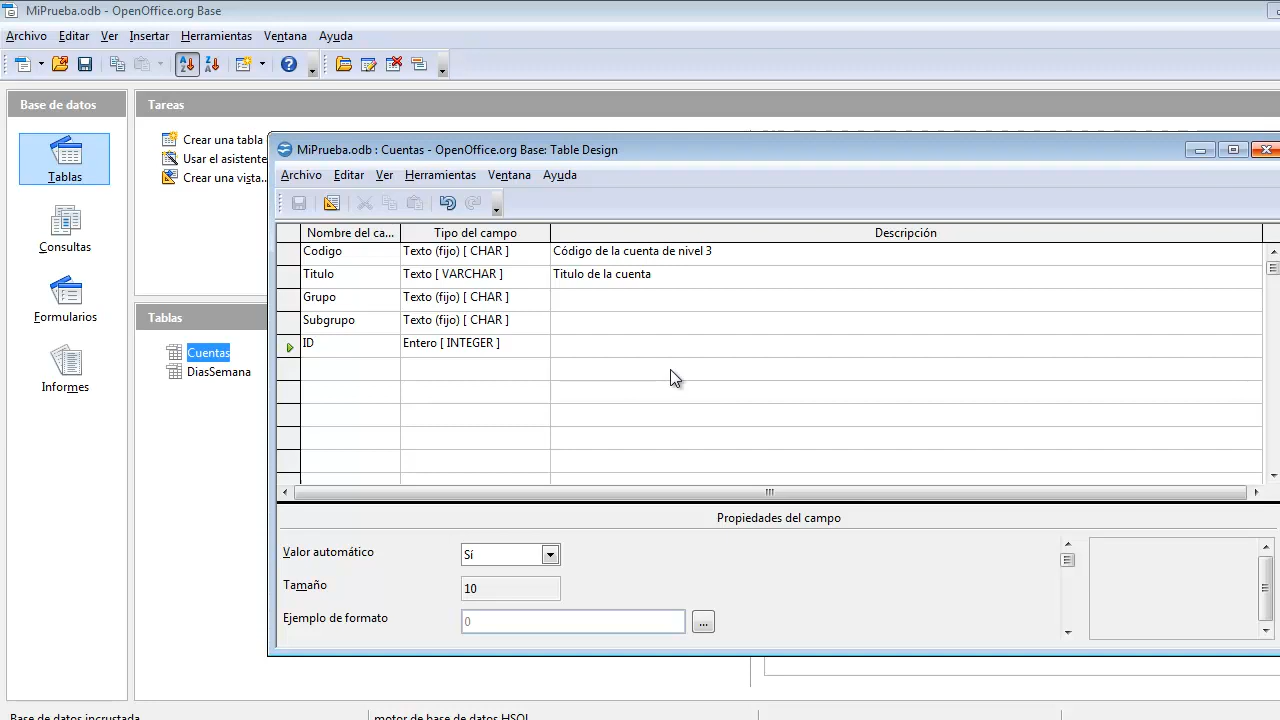 MiPrueba.odb - OpenOffice.org Base
Archivo Editar Ver Insertar Herramientas Ventana Ayuda
Base de datos
Tablas
Consultas
Formularios
Informes
Tareas
Crear una tabla
Usar el asistente
Crear una vista...
Tablas
Cuentas
DiasSemana
MiPrueba.odb : Cuentas - OpenOffice.org Base: Table Design
Archivo Editar Ver Herramientas Ventana Ayuda
Nombre del ca... Tipo del campo Descripción
Codigo Texto (fijo) [ CHAR ] Código de la cuenta de nivel 3
Titulo Texto [ VARCHAR ] Titulo de la cuenta
Grupo Texto (fijo) [ CHAR ]
Subgrupo Texto (fijo) [ CHAR ]
ID Entero [ INTEGER ]
Propiedades del campo
Valor automático Sí
Tamaño 10
Ejemplo de formato 0 ...
Base de datos incrustada motor de base de datos HSQL